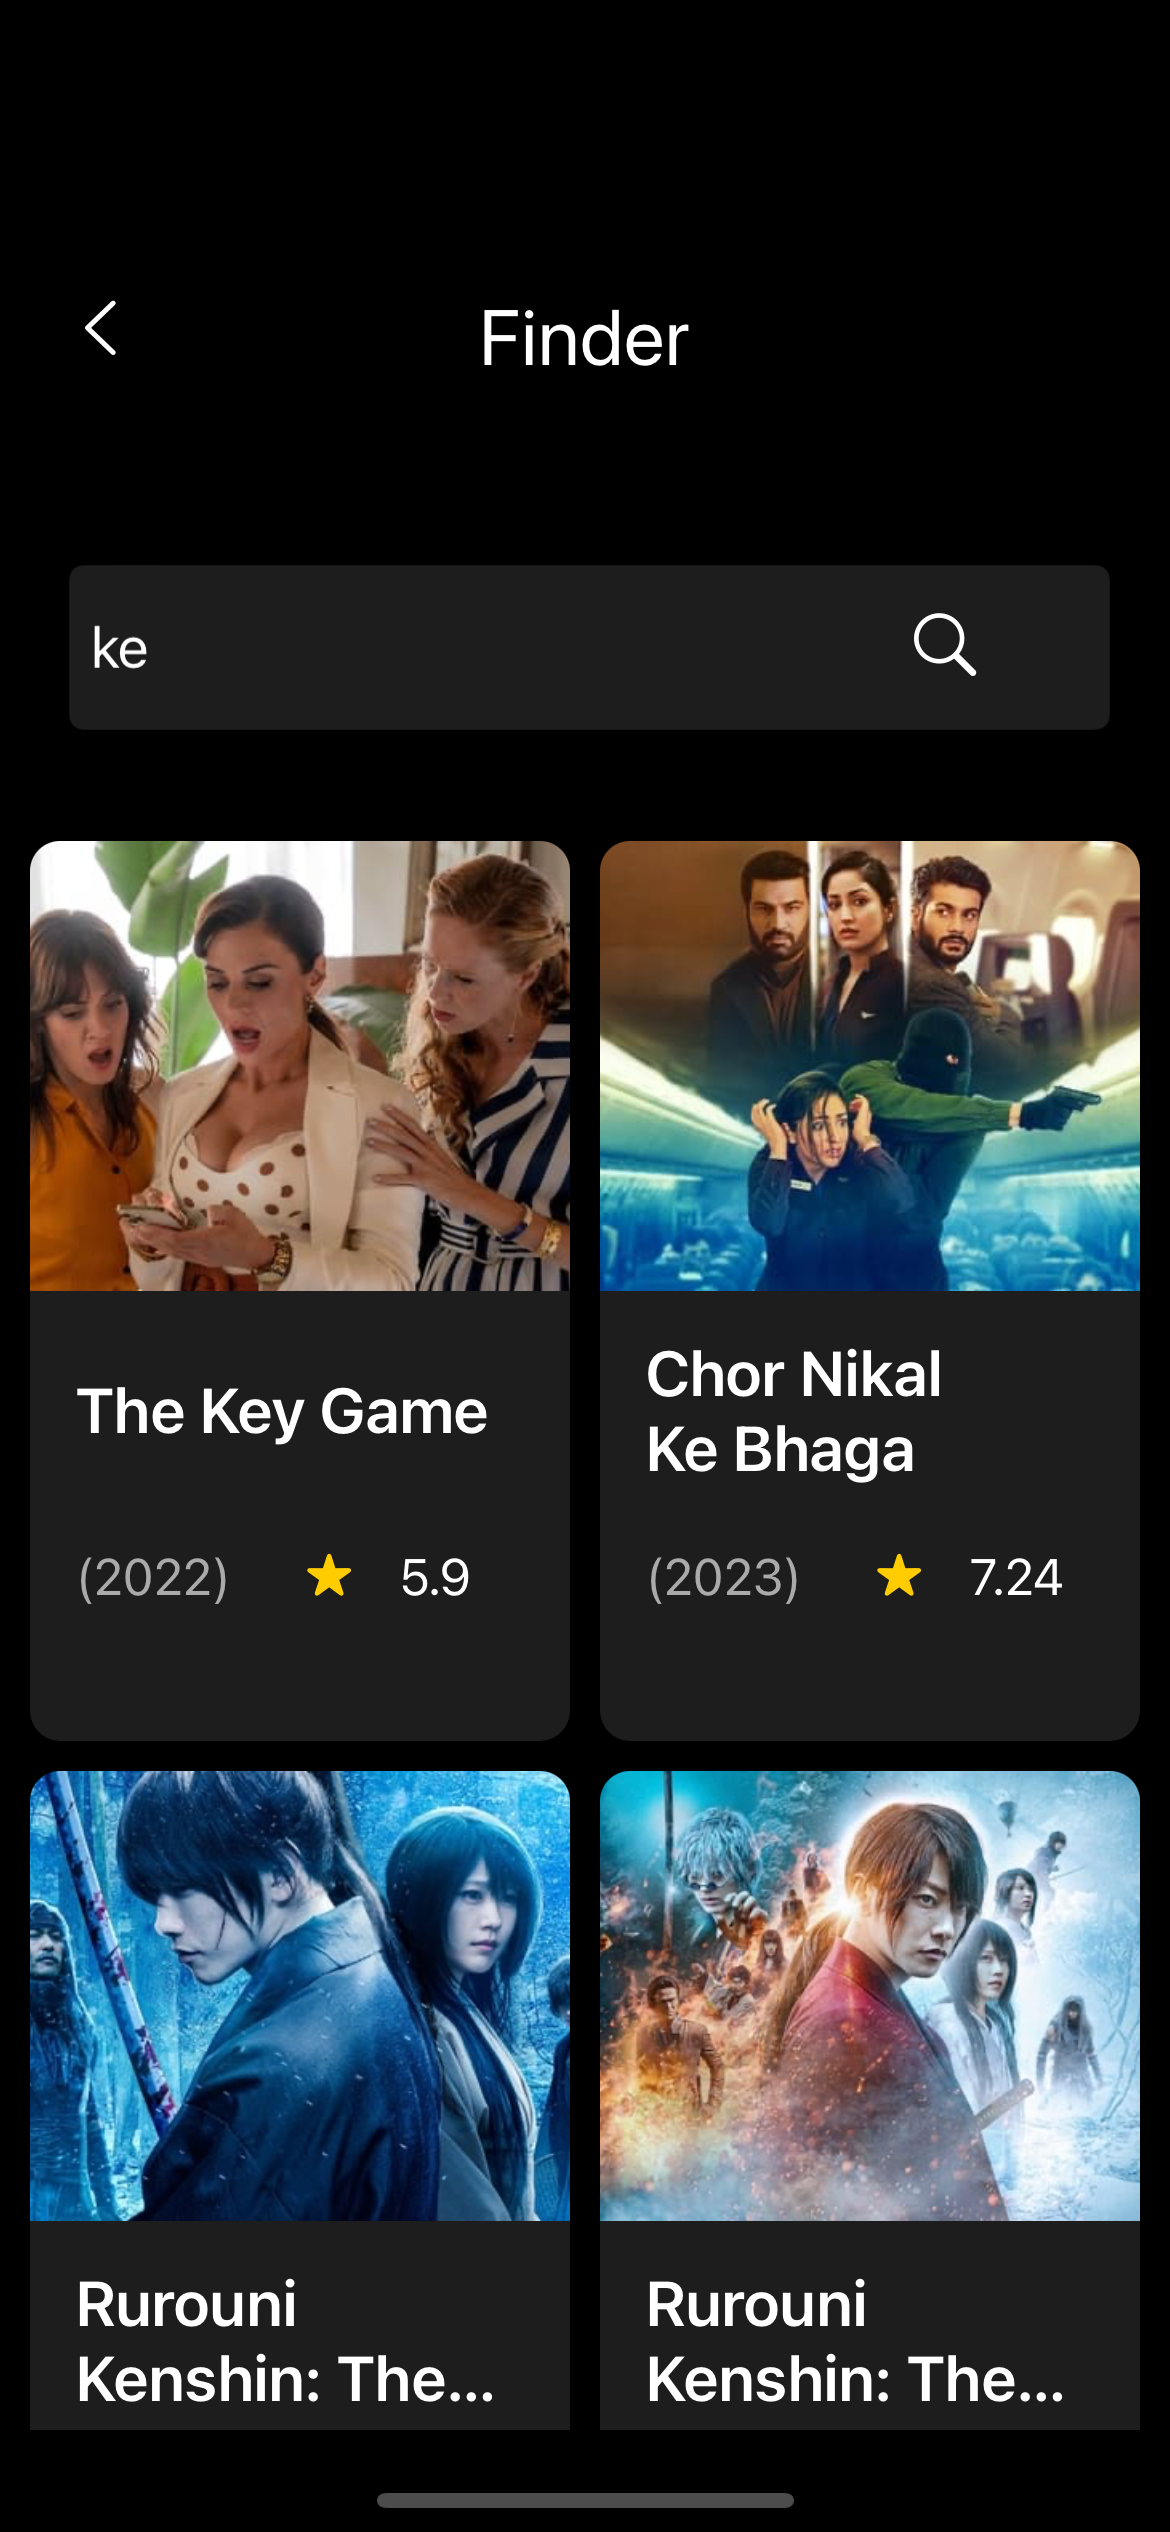 Finder
ke
The Key Game
(2022) 5.9
Chor Nikal
Ke Bhaga
(2023) 7.24
Rurouni
Kenshin: The...
Rurouni
Kenshin: The...